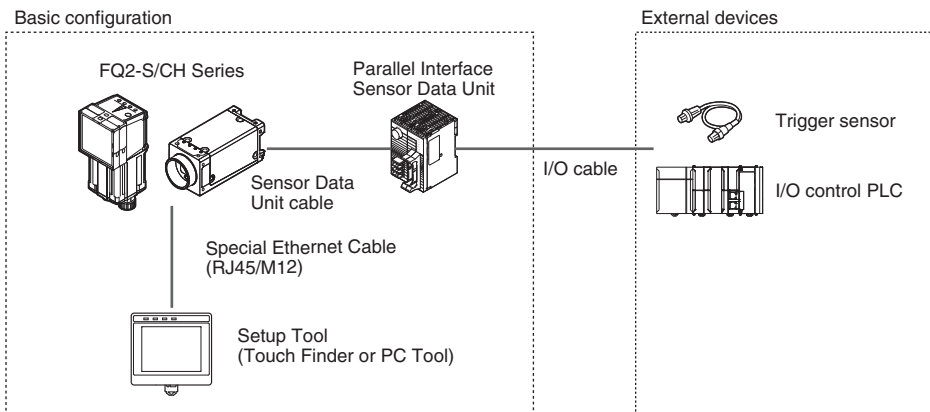 Basic configuration
External devices
FQ2-S/CH Series
Parallel Interface
Sensor Data Unit
Trigger sensor
I/O cable
I/O control PLC
Sensor Data
Unit cable
Special Ethernet Cable
(RJ45/M12)
Setup Tool
(Touch Finder or PC Tool)